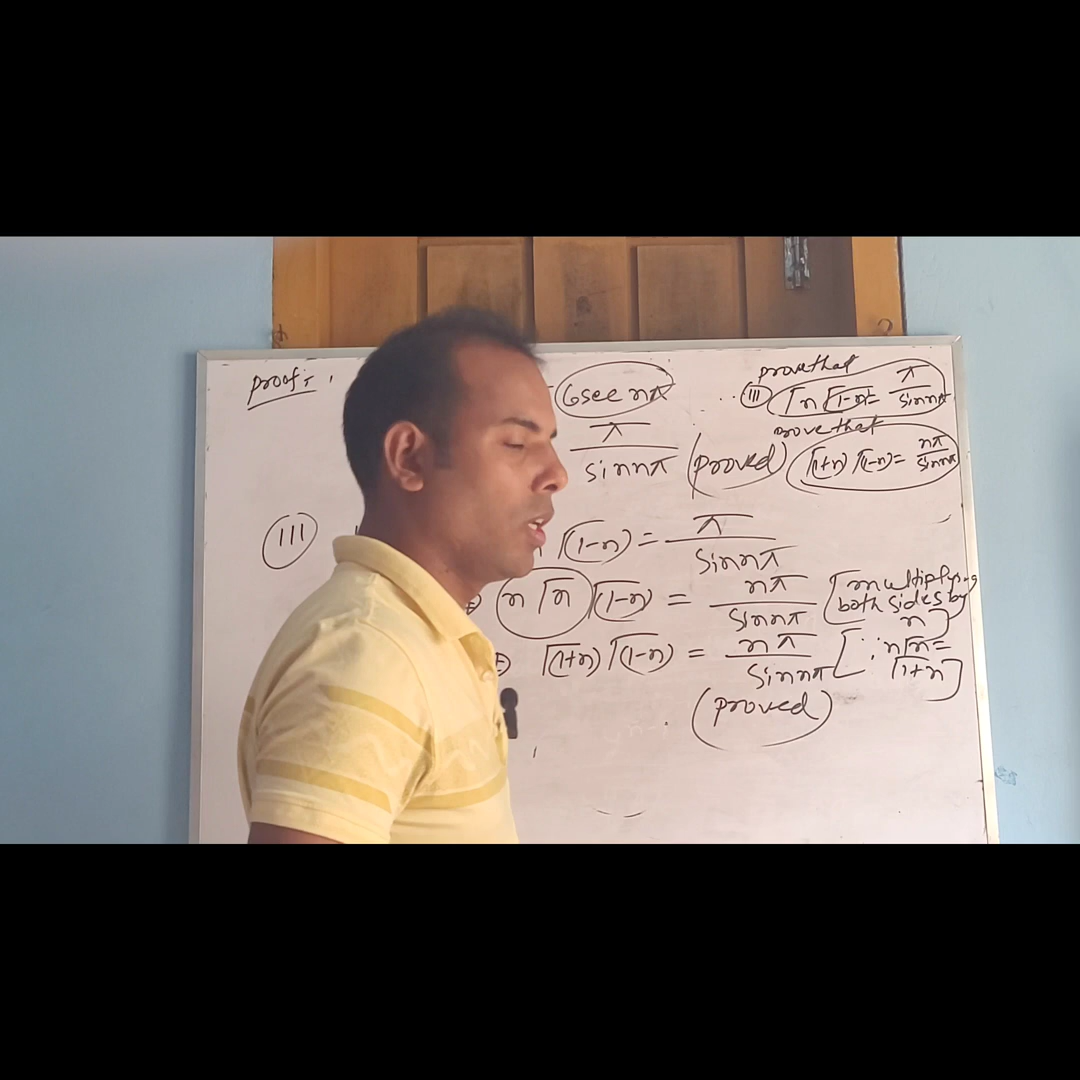 proof :
cosec nπ
prove that
III Γn Γ(1-n) = π / sin nπ
π / sin nπ (proved)
prove that
Γ(1+n) Γ(1-n) = nπ / sin nπ
III
Γ(1-n) = π / sin nπ
n Γn Γ(1-n) = nπ / sin nπ [multiplying
both sides by
n]
Γ(1+n) Γ(1-n) = nπ / sin nπ [∵ nΓn =
Γ1+n]
(proved)